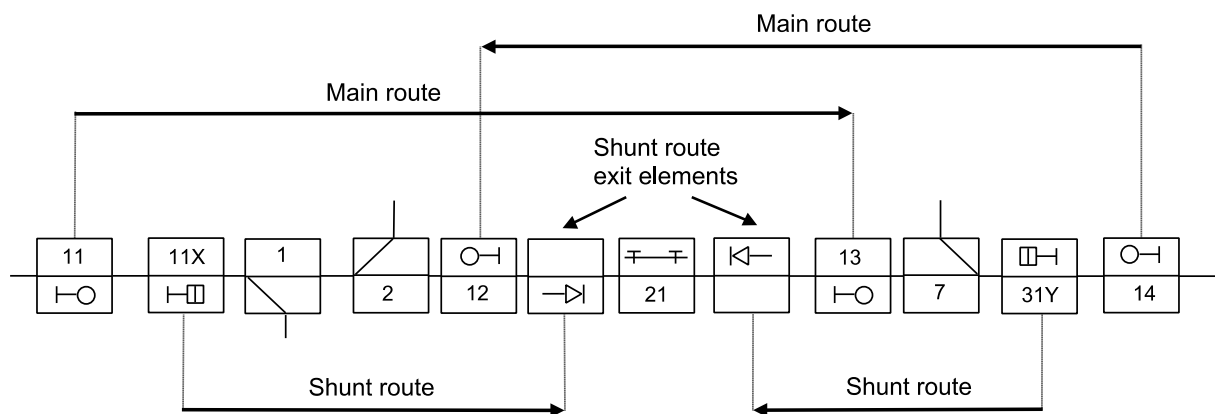 Main route
Main route
Shunt route
exit elements
11
11X
1
2
12
21
13
7
31Y
14
Shunt route
Shunt route